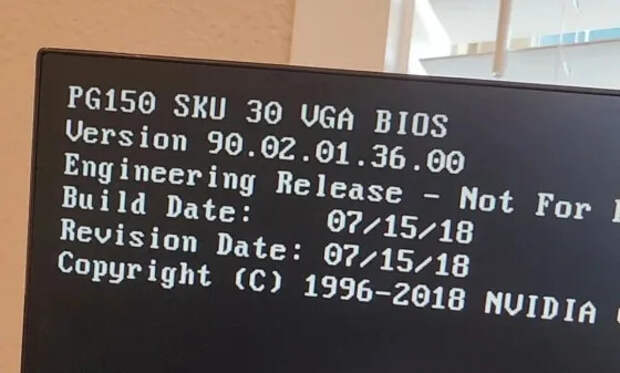 PG150 SKU 30 VGA BIOS
Version 90.02.01.36.00
Engineering Release - Not For
Build Date: 07/15/18
Revision Date: 07/15/18
Copyright (C) 1996-2018 NVIDIA